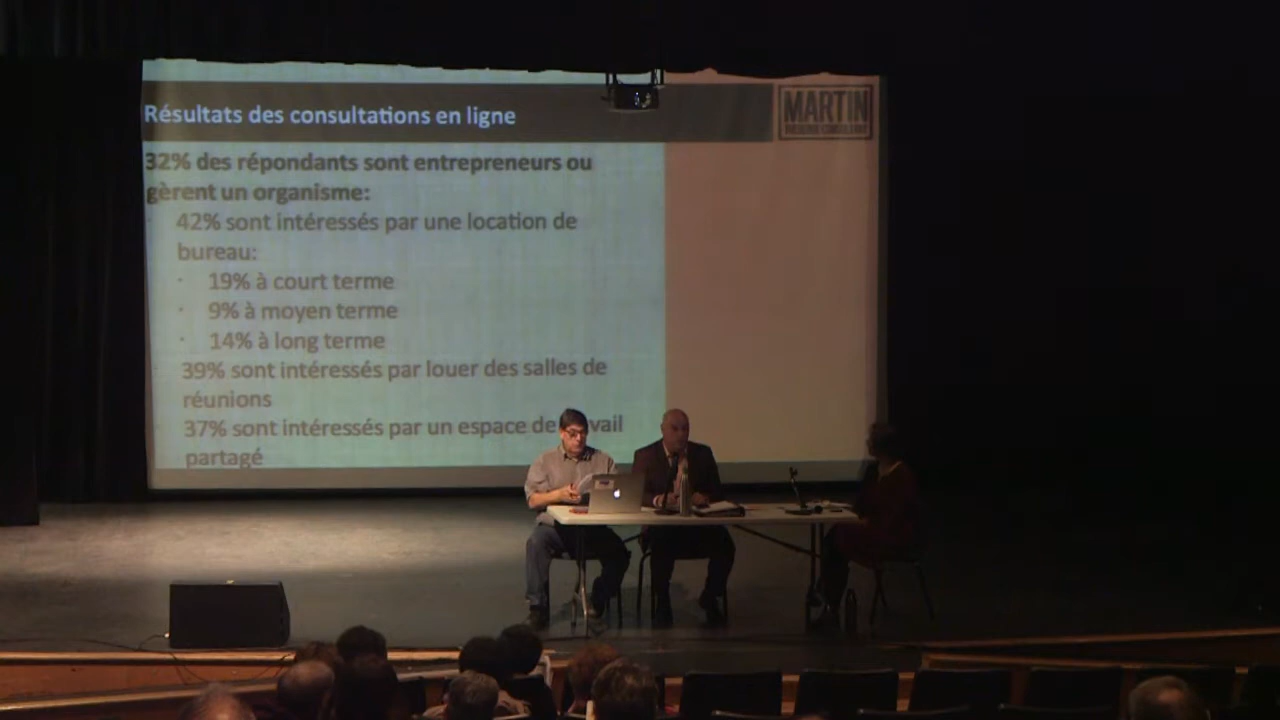 Résultats des consultations en ligne
MARTIN
32% des répondants sont entrepreneurs ou
gèrent un organisme:
42% sont intéressés par une location de
bureau:
· 19% à court terme
· 9% à moyen terme
· 14% à long terme
39% sont intéressés par louer des salles de
réunions
37% sont intéressés par un espace de vail
partagé